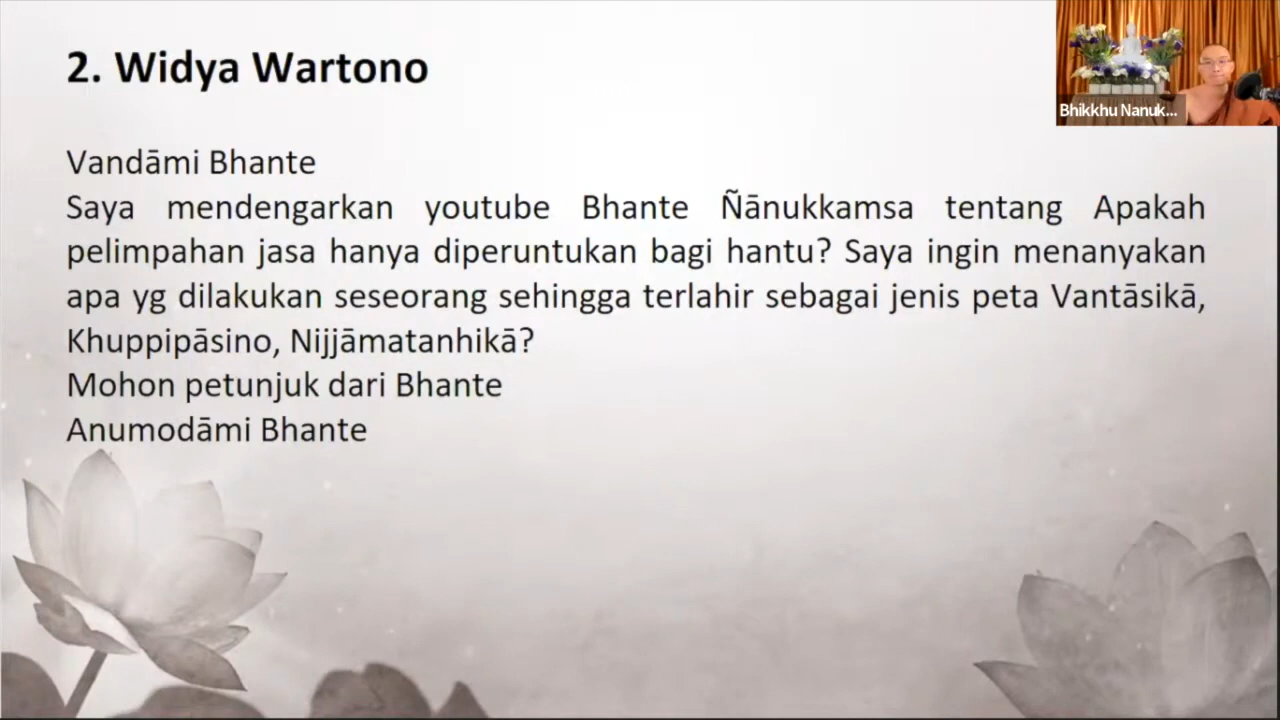 2. Widya Wartono
Bhikkhu Nanuk...
Vandāmi Bhante
Saya mendengarkan youtube Bhante Ñānukkamsa tentang Apakah
pelimpahan jasa hanya diperuntukan bagi hantu? Saya ingin menanyakan
apa yg dilakukan seseorang sehingga terlahir sebagai jenis peta Vantāsikā,
Khuppipāsino, Nijjāmatanhikā?
Mohon petunjuk dari Bhante
Anumodāmi Bhante